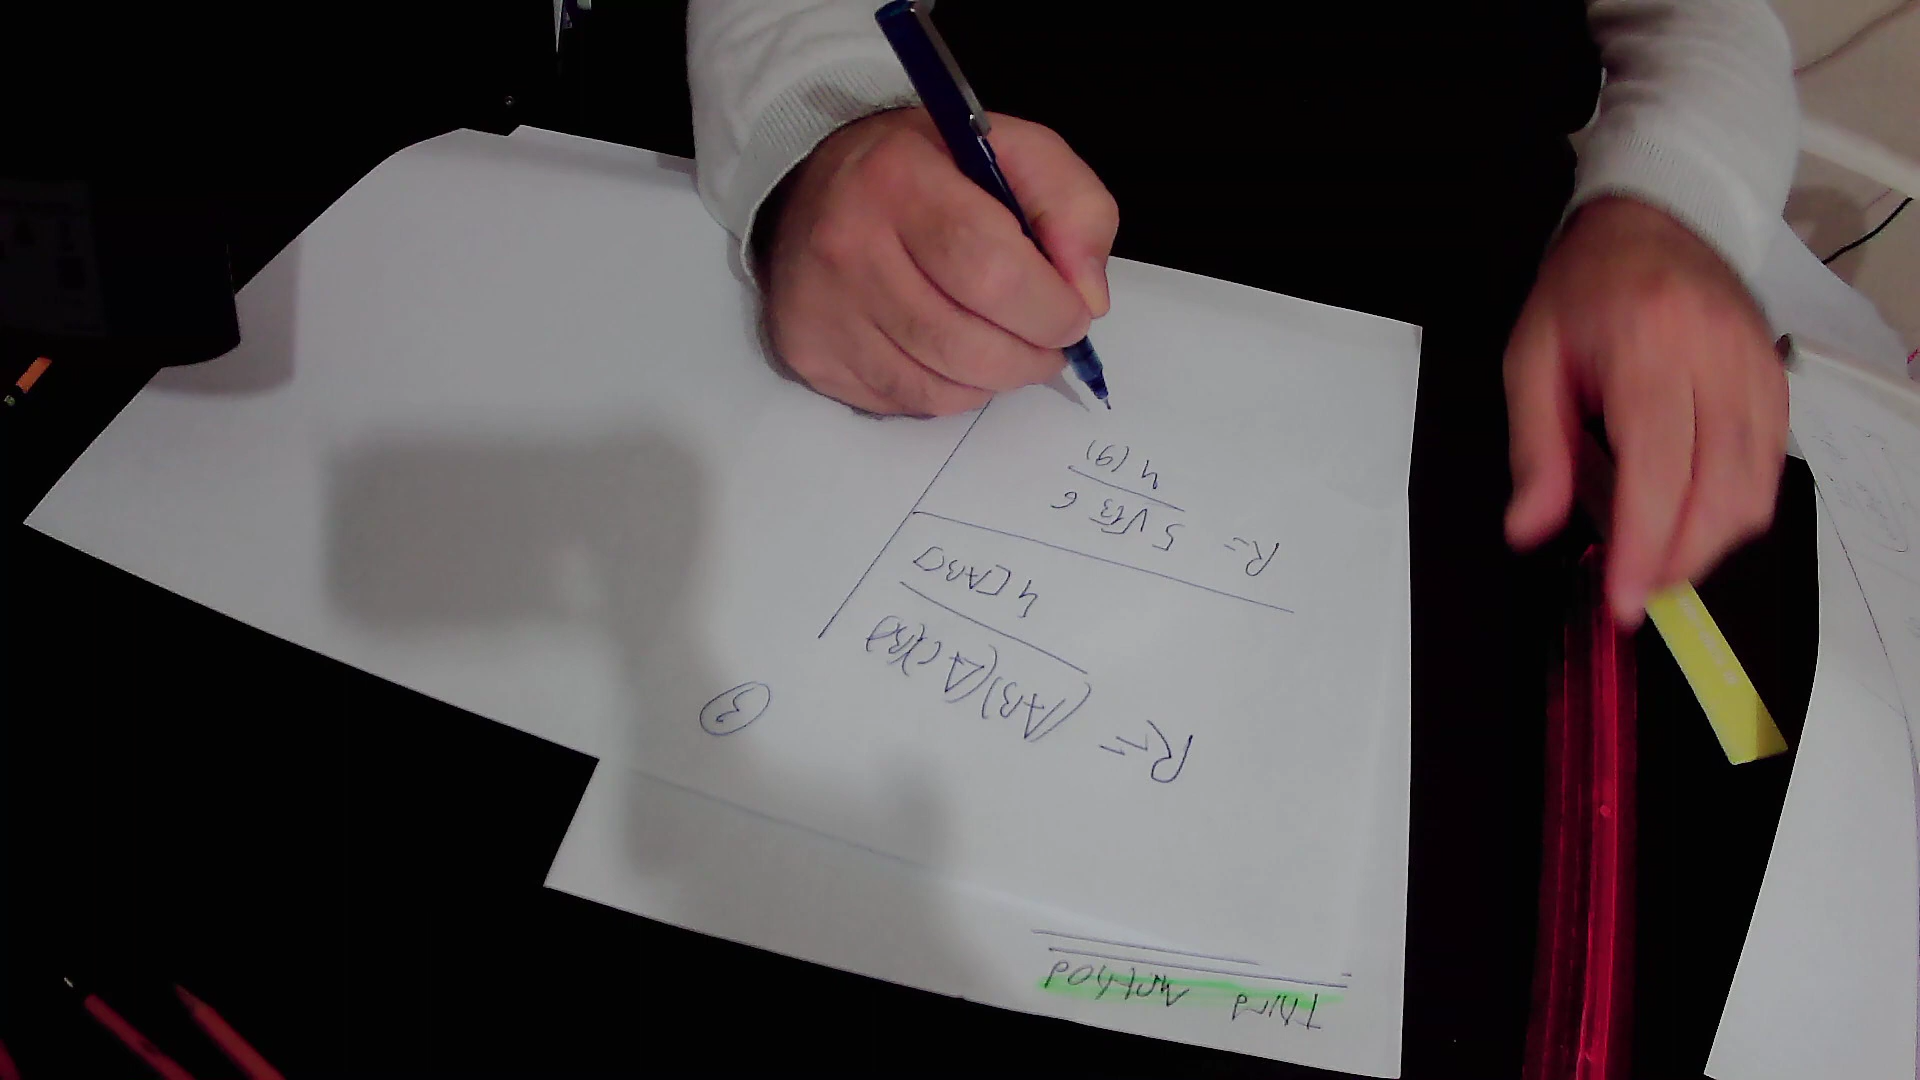 Third Method
③
R = (AB)(AC)(BC)
4[ABC]
R = 5 √13 6
4 (9)